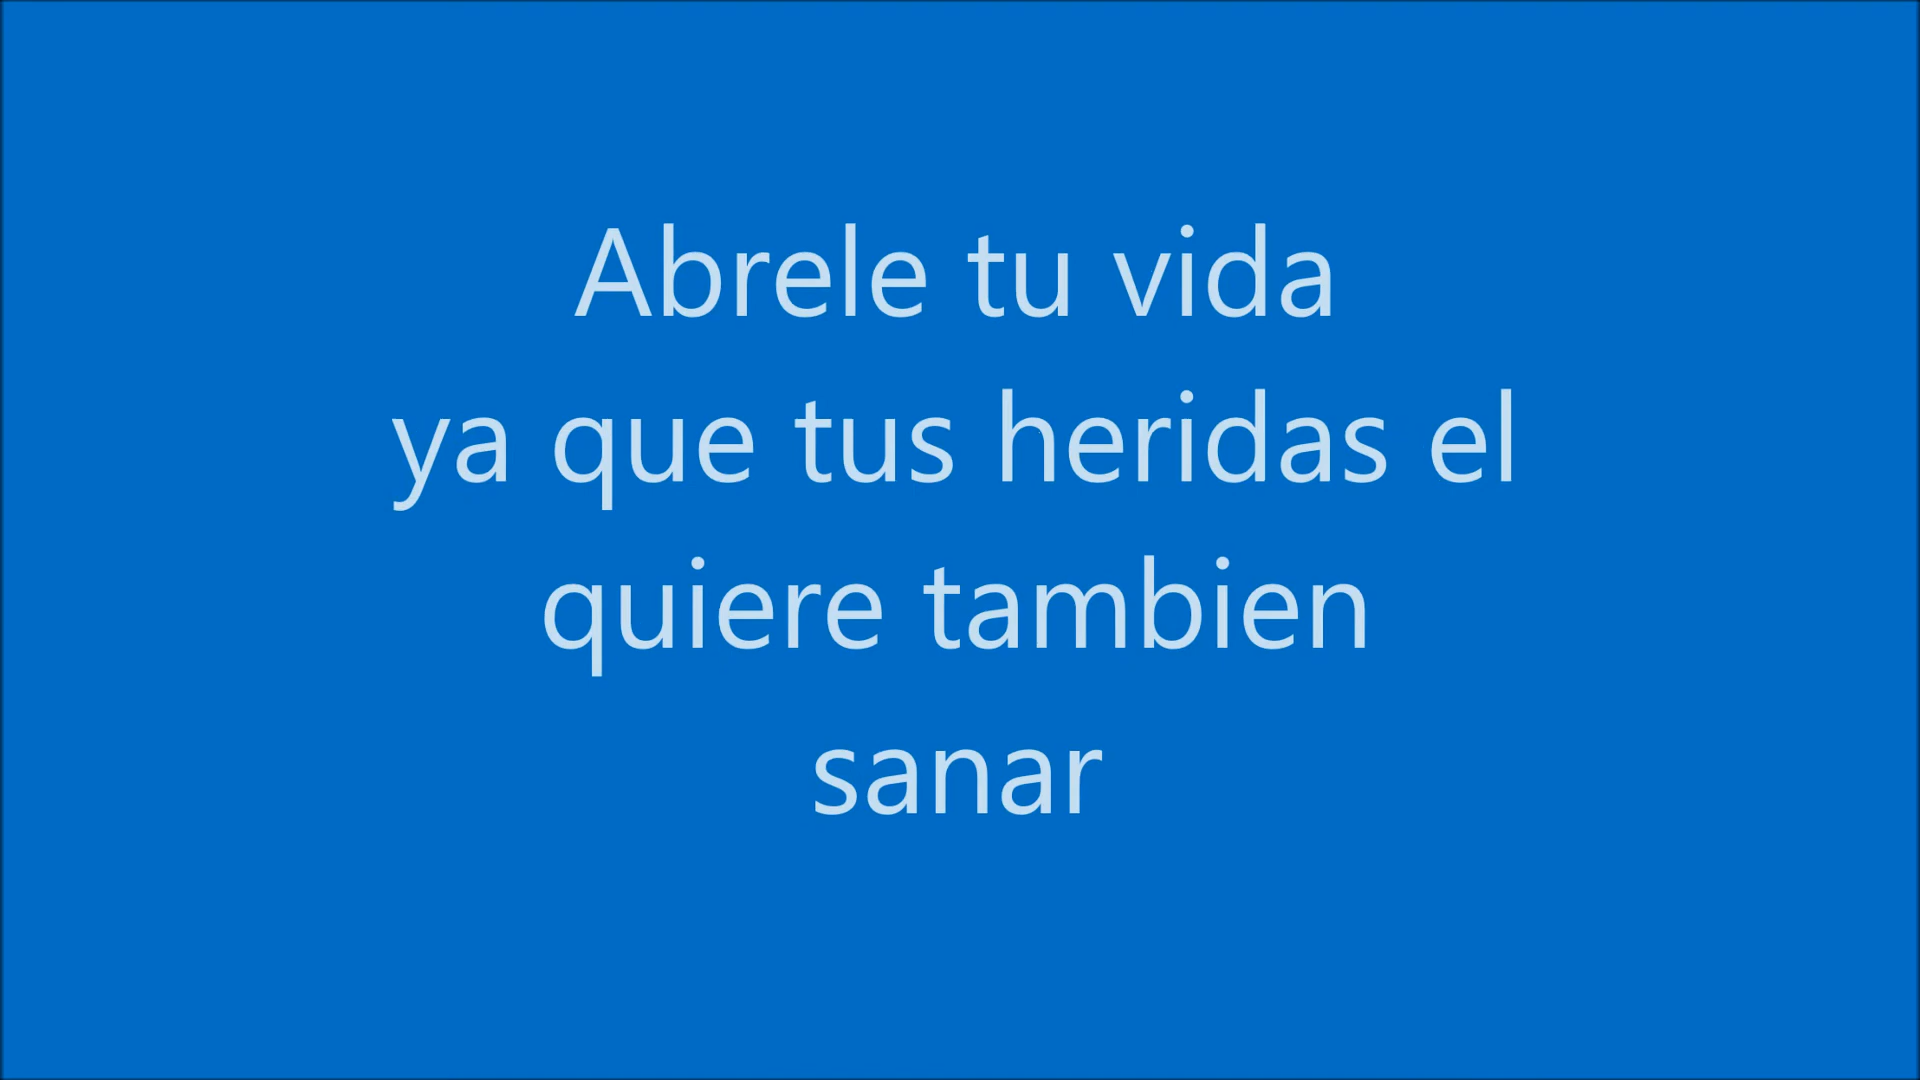 Abrele tu vida
ya que tus heridas el
quiere tambien
sanar